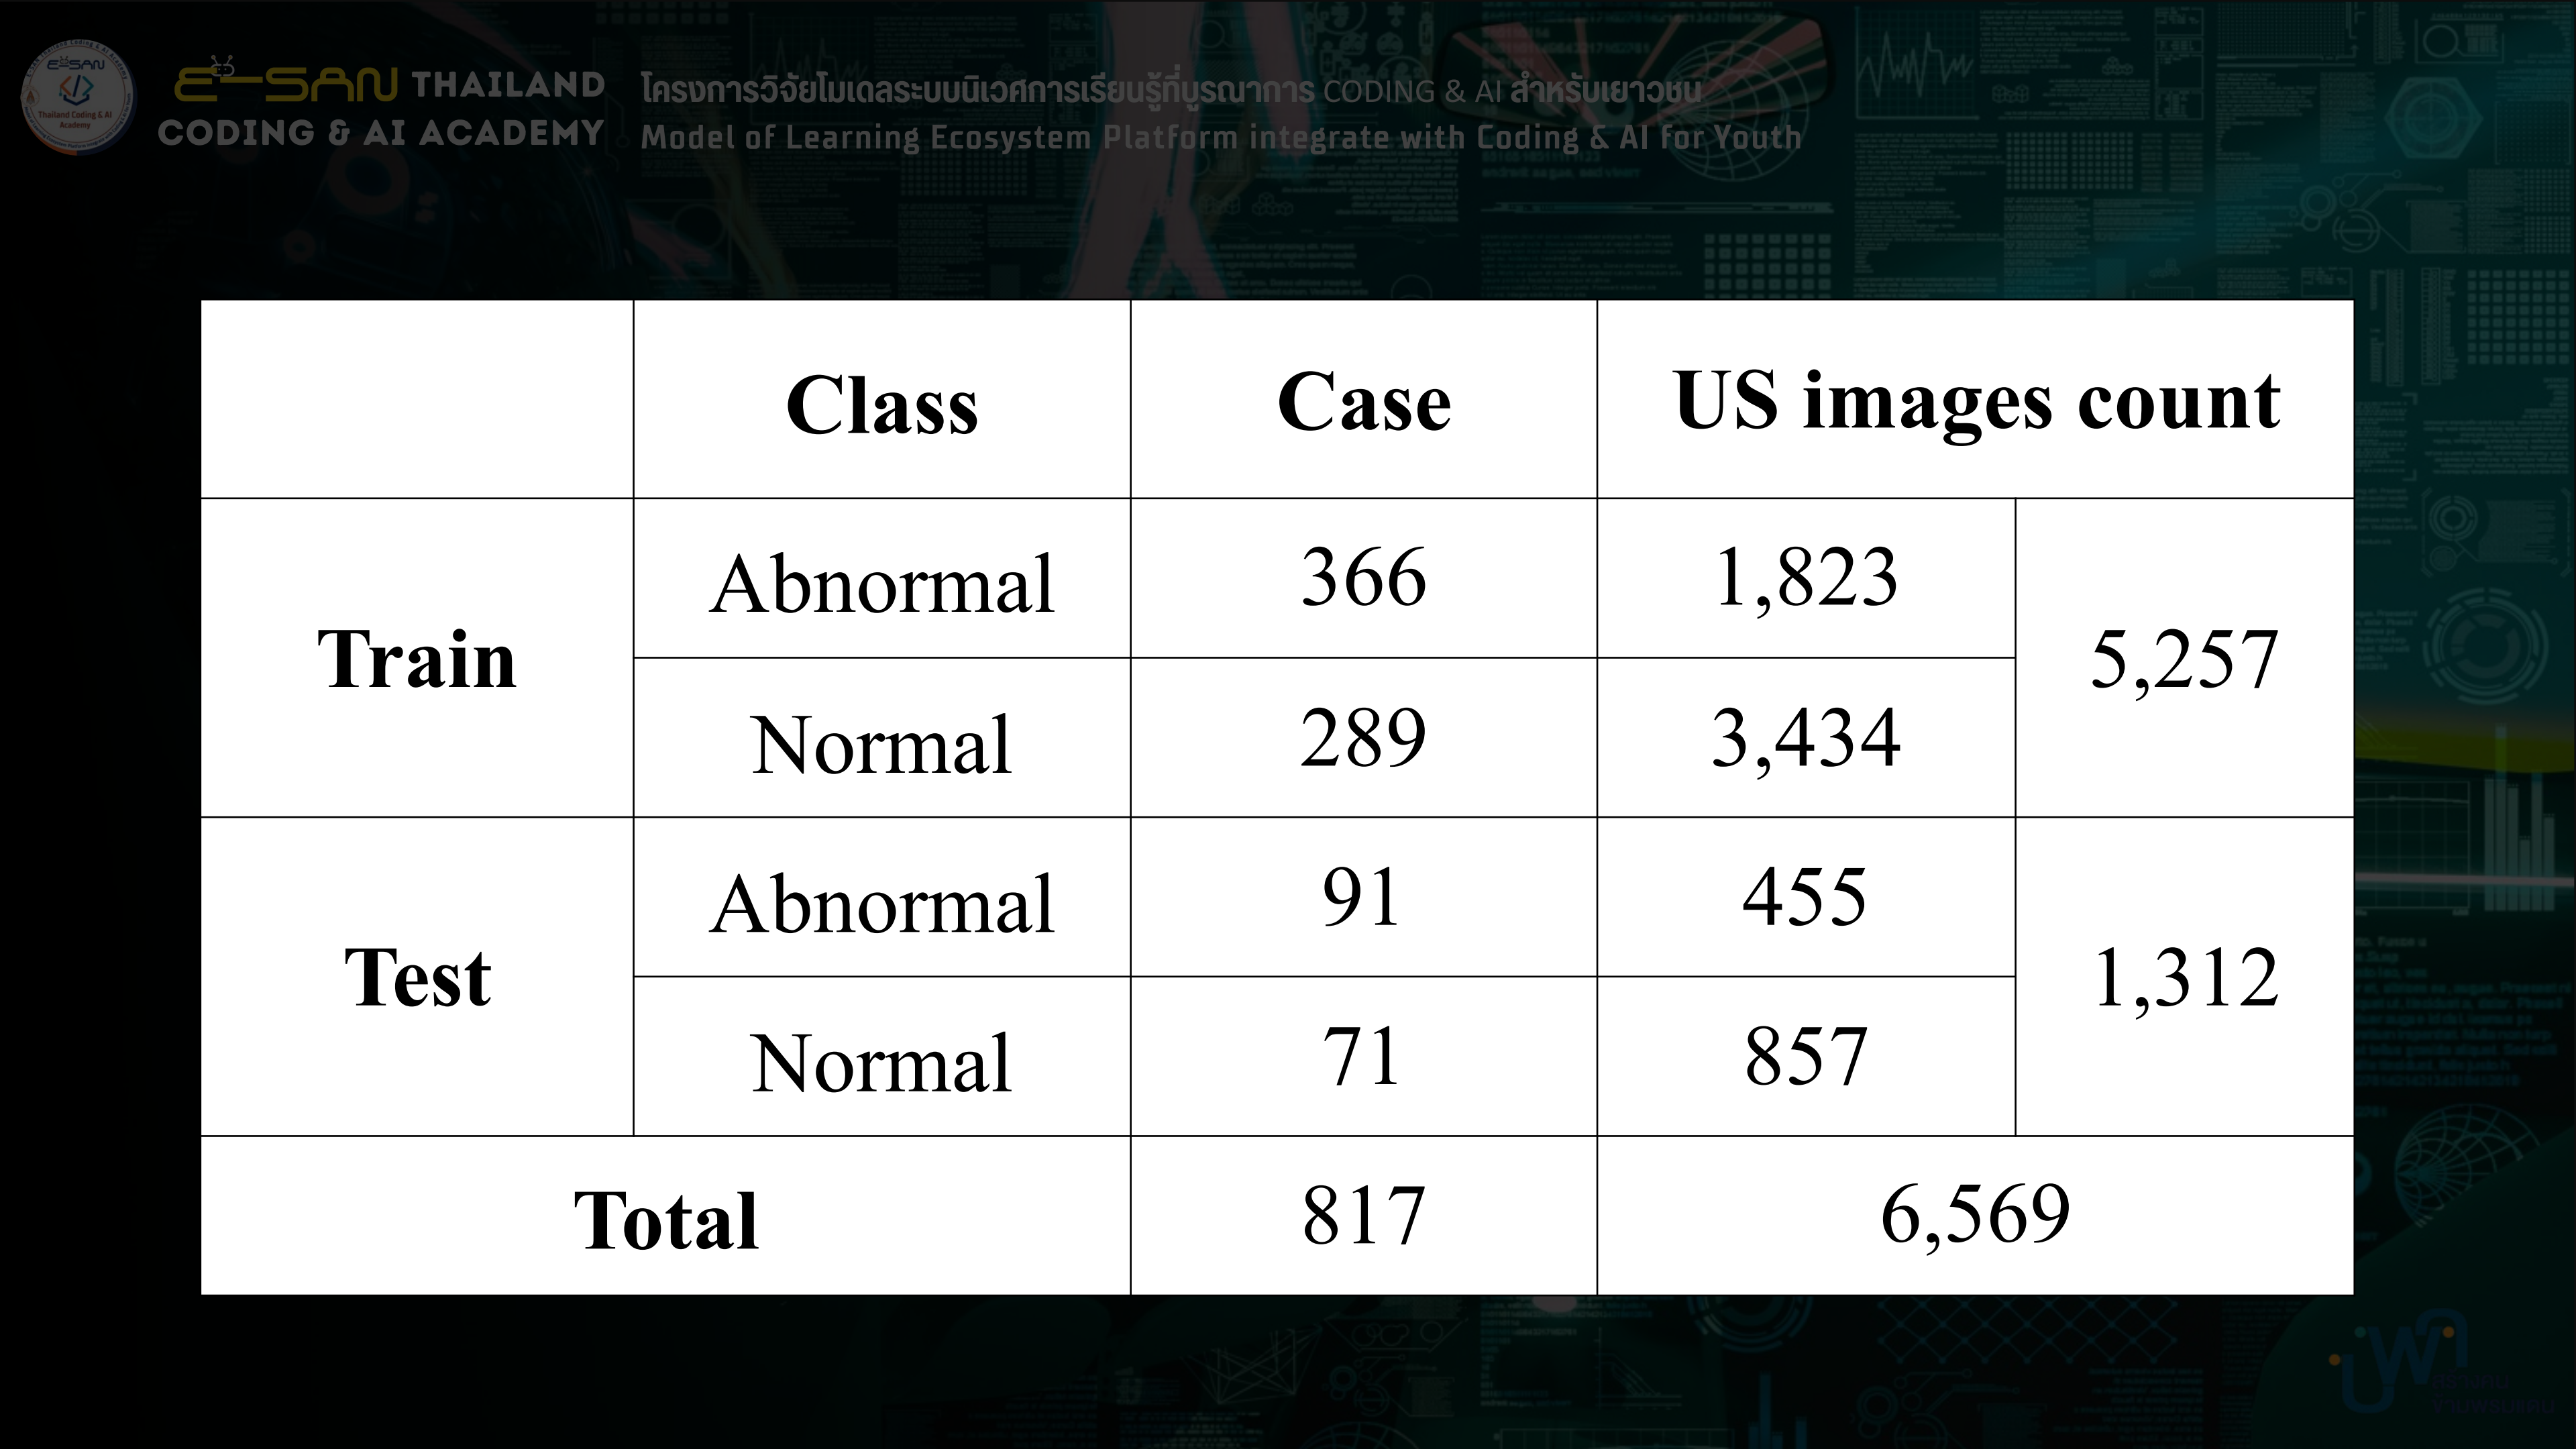 E-SAN THAILAND
CODING & AI ACADEMY
โครงการวิจัยโมเดลระบบนิเวศการเรียนรู้ที่บูรณาการ CODING & AI สำหรับเยาวชน
Model of Learning Ecosystem Platform integrate with Coding & AI for Youth
E-SAN
Thailand Coding & AI
Academy
Class Case US images count
Train Abnormal 366 1,823 5,257
Normal 289 3,434
Test Abnormal 91 455 1,312
Normal 71 857
Total 817 6,569